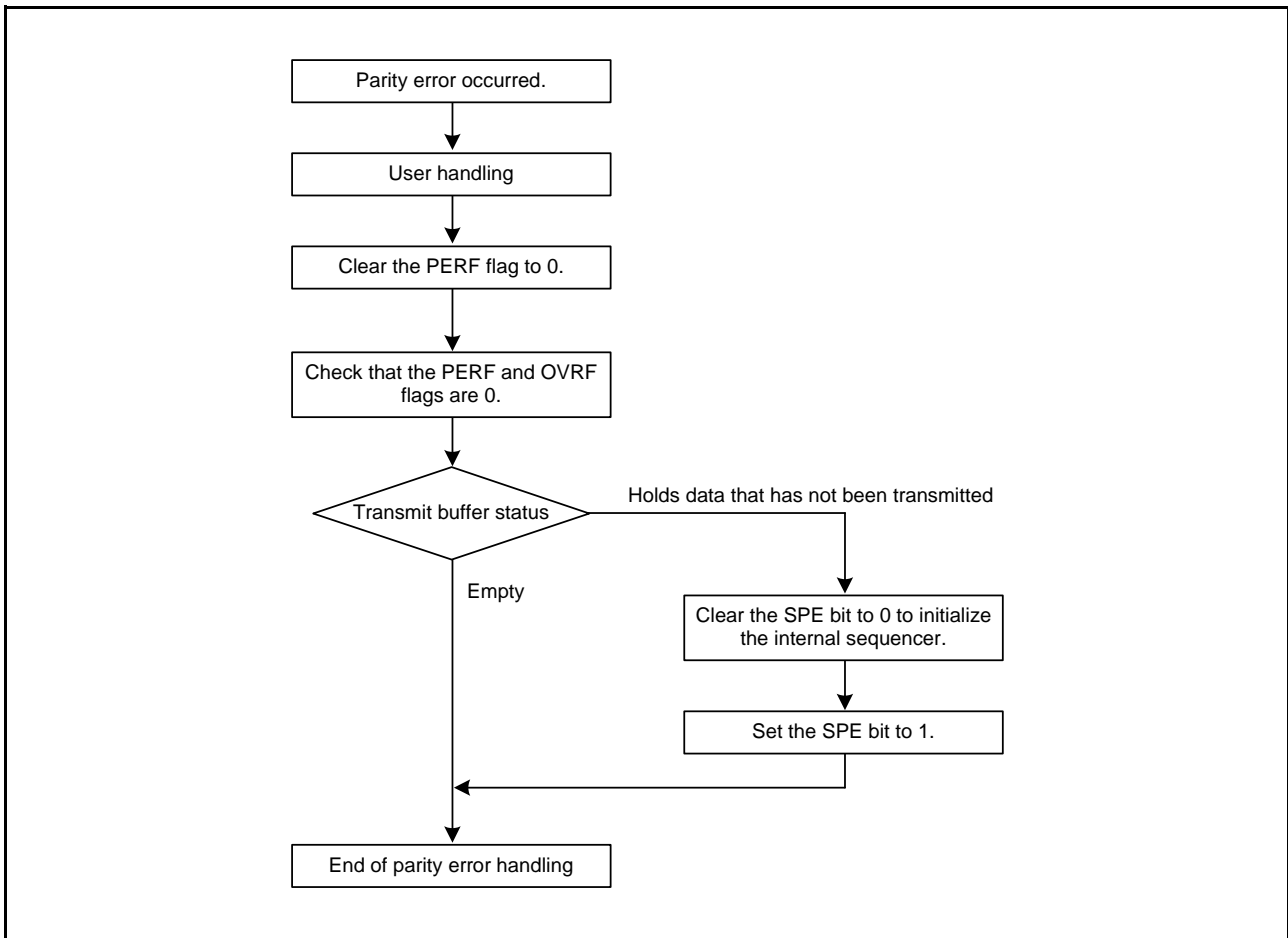 Parity error occurred.
User handling
Clear the PERF flag to 0.
Check that the PERF and OVRF
flags are 0.
Transmit buffer status
Holds data that has not been transmitted
Empty
Clear the SPE bit to 0 to initialize
the internal sequencer.
Set the SPE bit to 1.
End of parity error handling